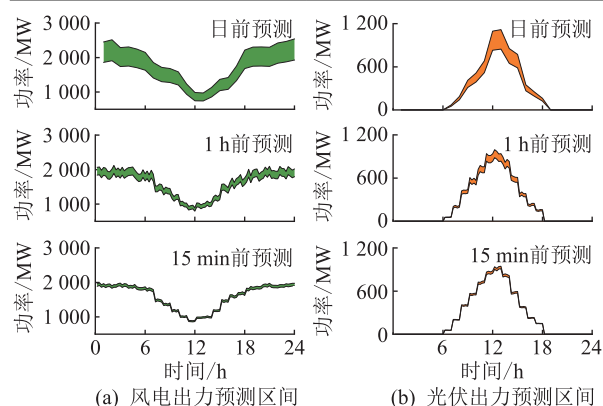 日前预测
3 000
2 000
1 000
功率/MW
1 h前预测
3 000
2 000
1 000
功率/MW
15 min前预测
3 000
2 000
1 000
功率/MW
0 6 12 18 24
时间/h
(a) 风电出力预测区间
日前预测
1 200
600
0
功率/MW
1 h前预测
1 200
600
0
功率/MW
15 min前预测
1 200
600
0
功率/MW
6 12 18 24
时间/h
(b) 光伏出力预测区间